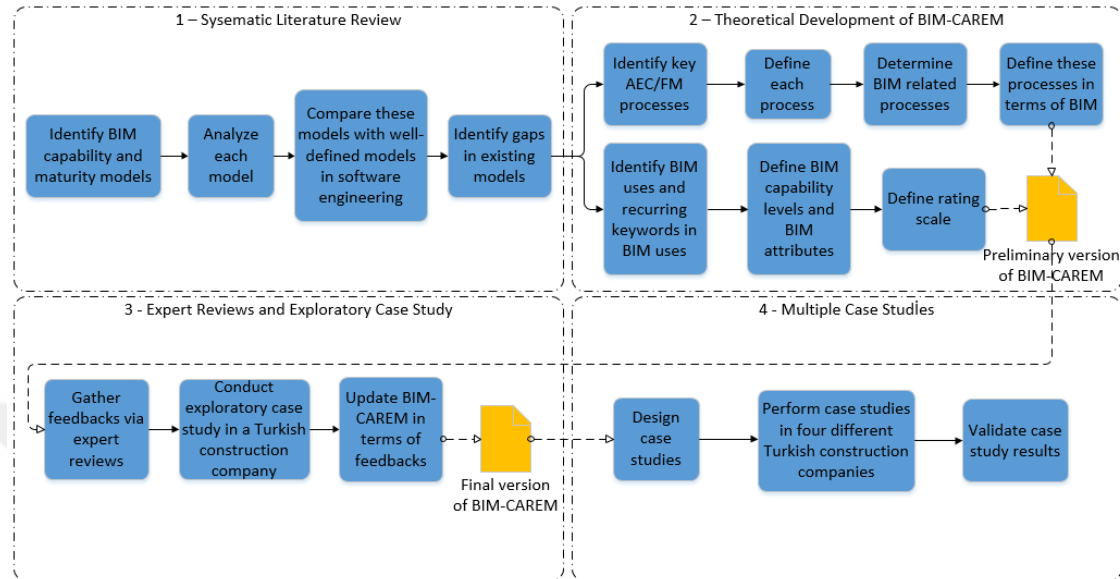 1 – Sysematic Literature Review
Identify BIM
capability and
maturity models
Analyze
each
model
Compare these
models with well-
defined models
in software
engineering
Identify gaps
in existing
models
2 – Theoretical Development of BIM-CAREM
Identify key
AEC/FM
processes
Define
each
process
Determine
BIM related
processes
Define these
processes in
terms of BIM
Identify BIM
uses and
recurring
keywords in
BIM uses
Define BIM
capability
levels and
BIM
attributes
Define rating
scale
Preliminary version
of BIM-CAREM
3 - Expert Reviews and Exploratory Case Study
Gather
feedbacks via
expert
reviews
Conduct
exploratory case
study in a Turkish
construction
company
Update BIM-
CAREM in
terms of
feedbacks
Final version
of BIM-CAREM
4 - Multiple Case Studİes
Design
case
studies
Perform case studies
in four different
Turkish construction
companies
Validate case
study results